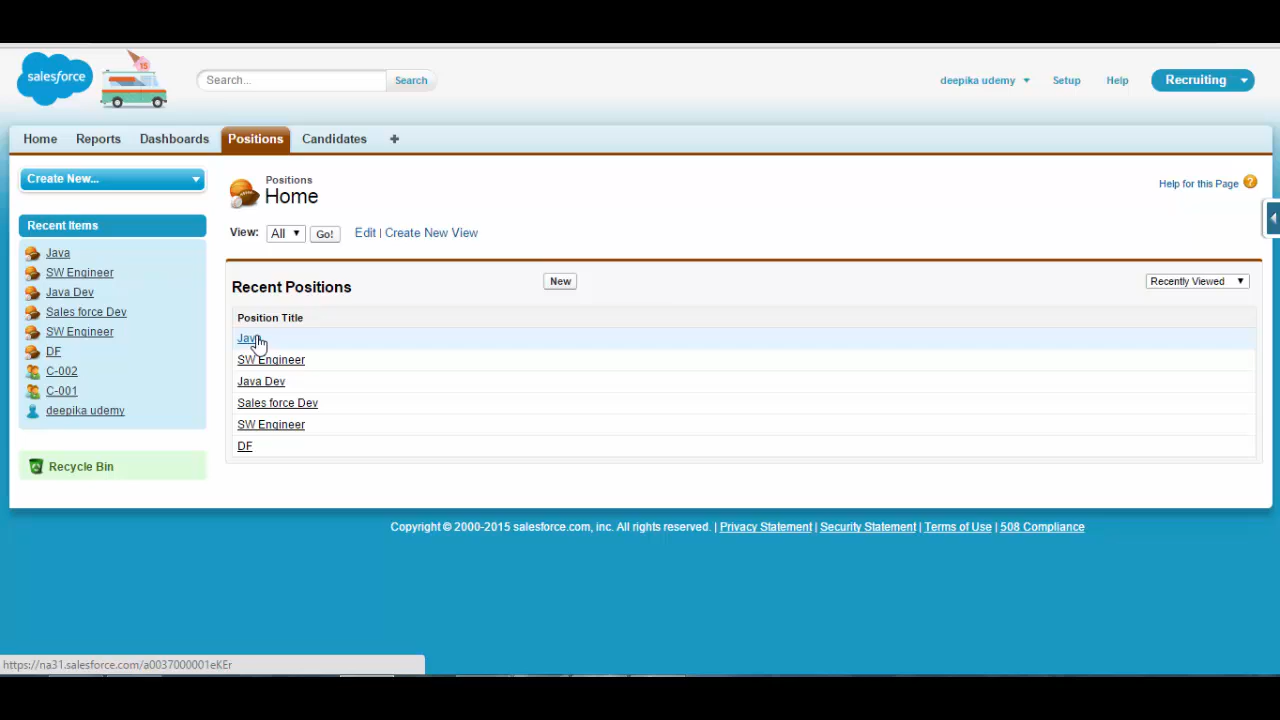 salesforce
15
Search...
Search
deepika udemy
Setup
Help
Recruiting
Home
Reports
Dashboards
Positions
Candidates
+
Create New...
Recent Items
Java
SW Engineer
Java Dev
Sales force Dev
SW Engineer
DF
C-002
C-001
deepika udemy
Recycle Bin
Positions
Home
Help for this Page
?
View:
All
Go!
Edit | Create New View
Recent Positions
New
Recently Viewed
Position Title
Java
SW Engineer
Java Dev
Sales force Dev
SW Engineer
DF
Copyright © 2000-2015 salesforce.com, inc. All rights reserved. | Privacy Statement | Security Statement | Terms of Use | 508 Compliance
https://na31.salesforce.com/a0037000001eKEr